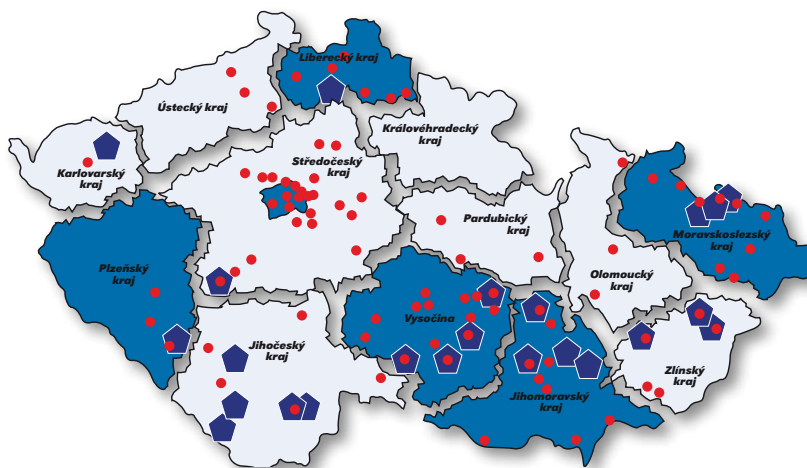 Liberecký kraj
Ústecký kraj
Královéhradecký
kraj
Karlovarský
kraj
Středočeský
kraj
Pardubický
kraj
Moravskoslezský
kraj
Plzeňský
kraj
Olomoucký
kraj
Vysočina
Jihočeský
kraj
Zlínský
kraj
Jihomoravský
kraj